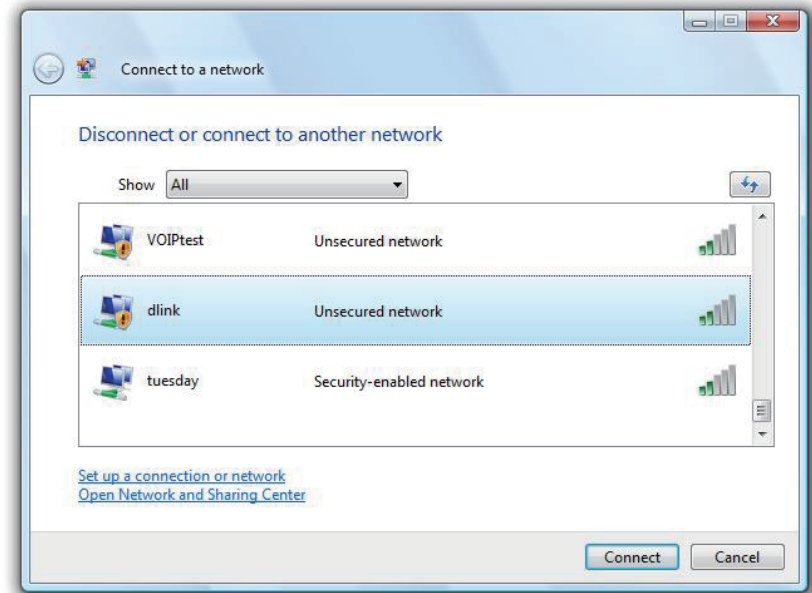 Connect to a network
Disconnect or connect to another network
Show All
VOIPtest Unsecured network
dlink Unsecured network
tuesday Security-enabled network
Set up a connection or network
Open Network and Sharing Center
Connect Cancel